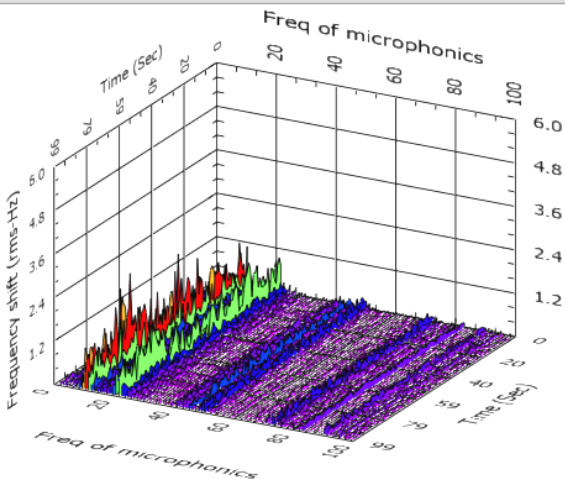 Freq of microphonics
0 20 40 60 80 100
Time (Sec)
99 79 59 40 20
Frequency shift (rms-Hz)
6.0
4.8
3.6
2.4
1.2
6.0
4.8
3.6
2.4
1.2
0
0 20 40 60 80 100
Freq of microphonics
20 40 59 79 99
Time (Sec)